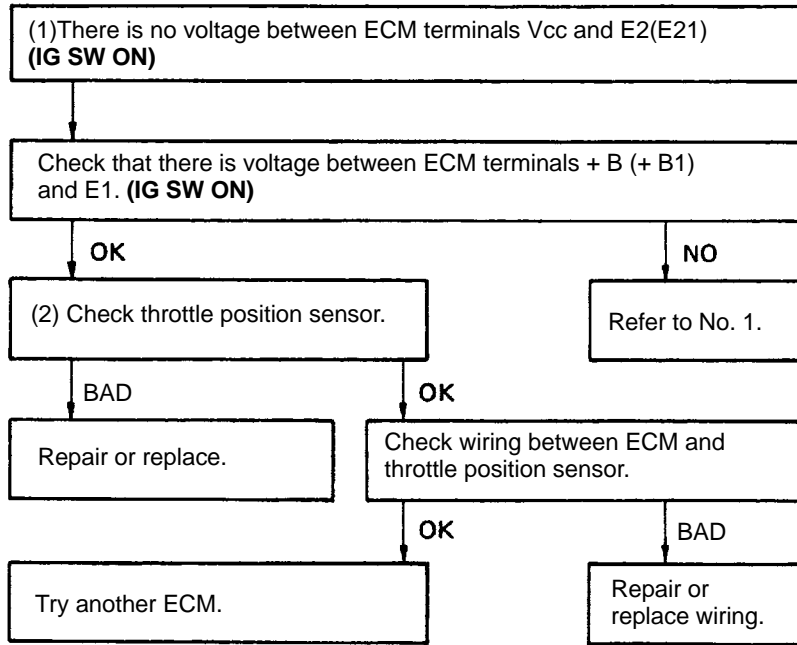 (1)There is no voltage between ECM terminals Vcc and E2(E21)
(IG SW ON)
Check that there is voltage between ECM terminals + B (+ B1)
and E1. (IG SW ON)
OK
NO
(2) Check throttle position sensor.
Refer to No. 1.
BAD
OK
Repair or replace.
Check wiring between ECM and
throttle position sensor.
OK
BAD
Try another ECM.
Repair or
replace wiring.